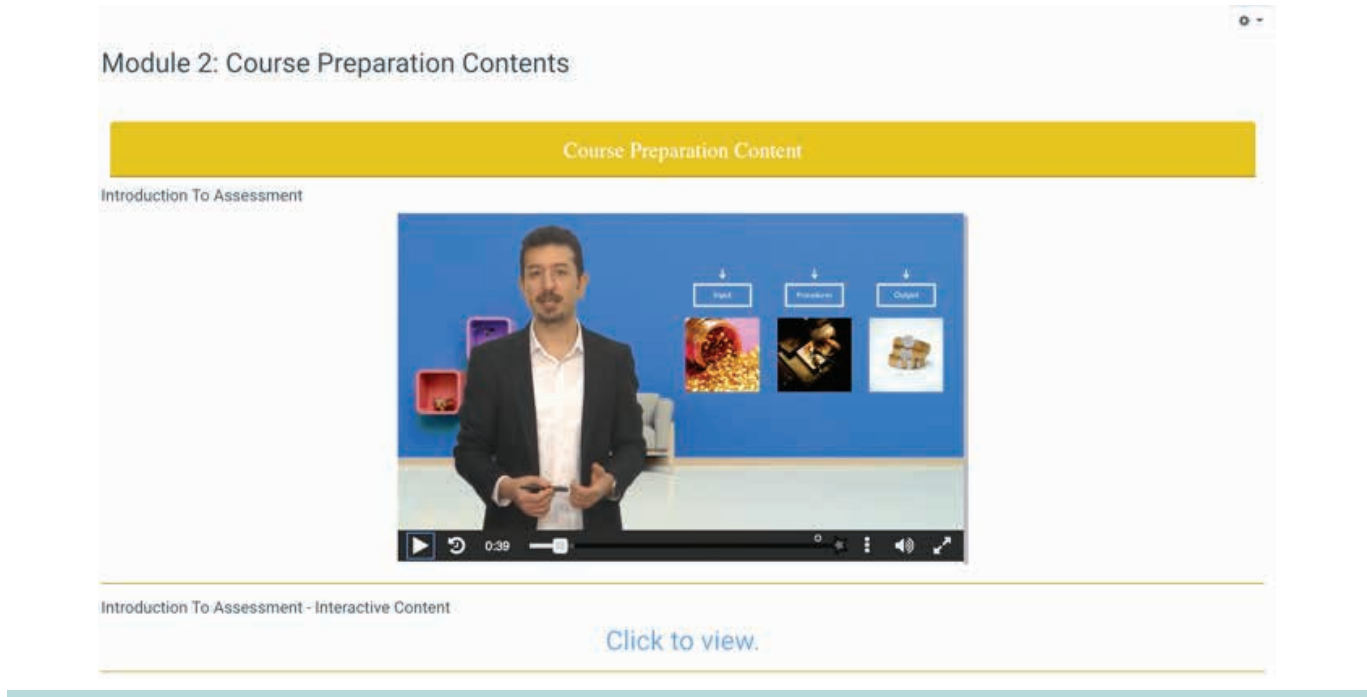 Module 2: Course Preparation Contents
Course Preparation Content
Introduction To Assessment
Input
Output
0:39
Introduction To Assessment - Interactive Content
Click to view.